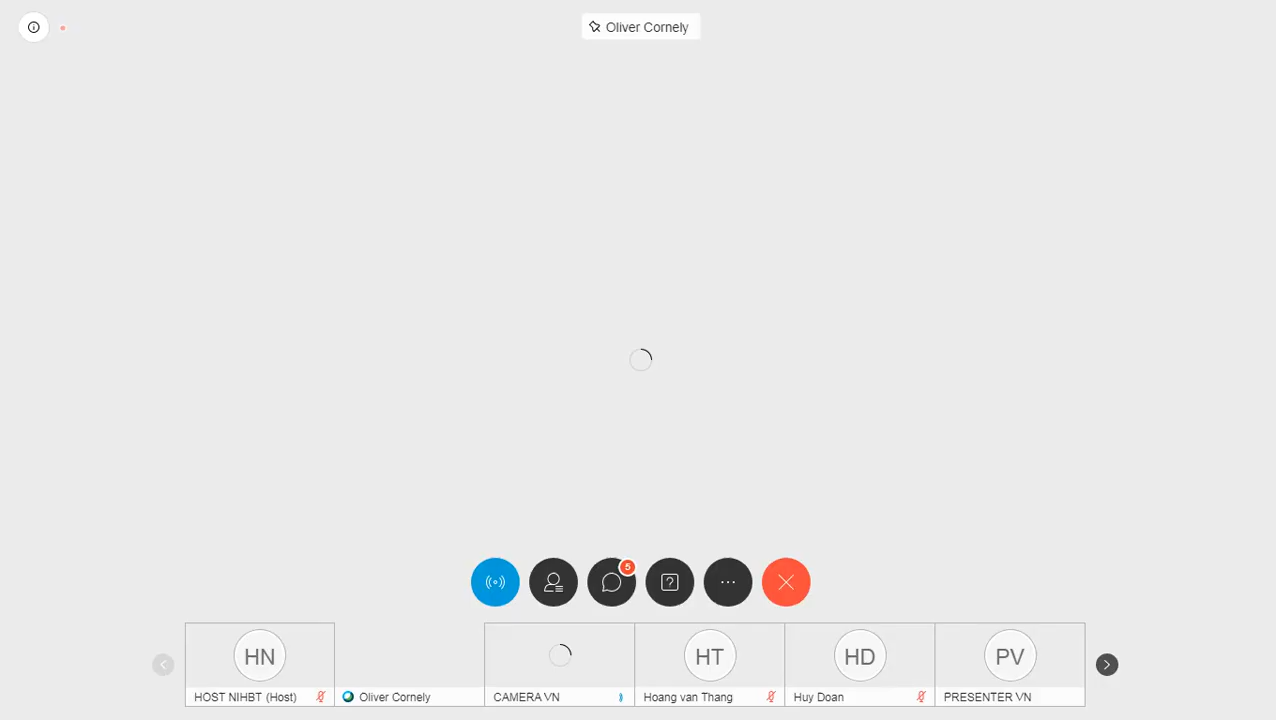 Oliver Cornely
5
HN
HT
HD
PV
HOST NIHBT (Host)
Oliver Cornely
CAMERA VN
Hoang van Thang
Huy Doan
PRESENTER VN